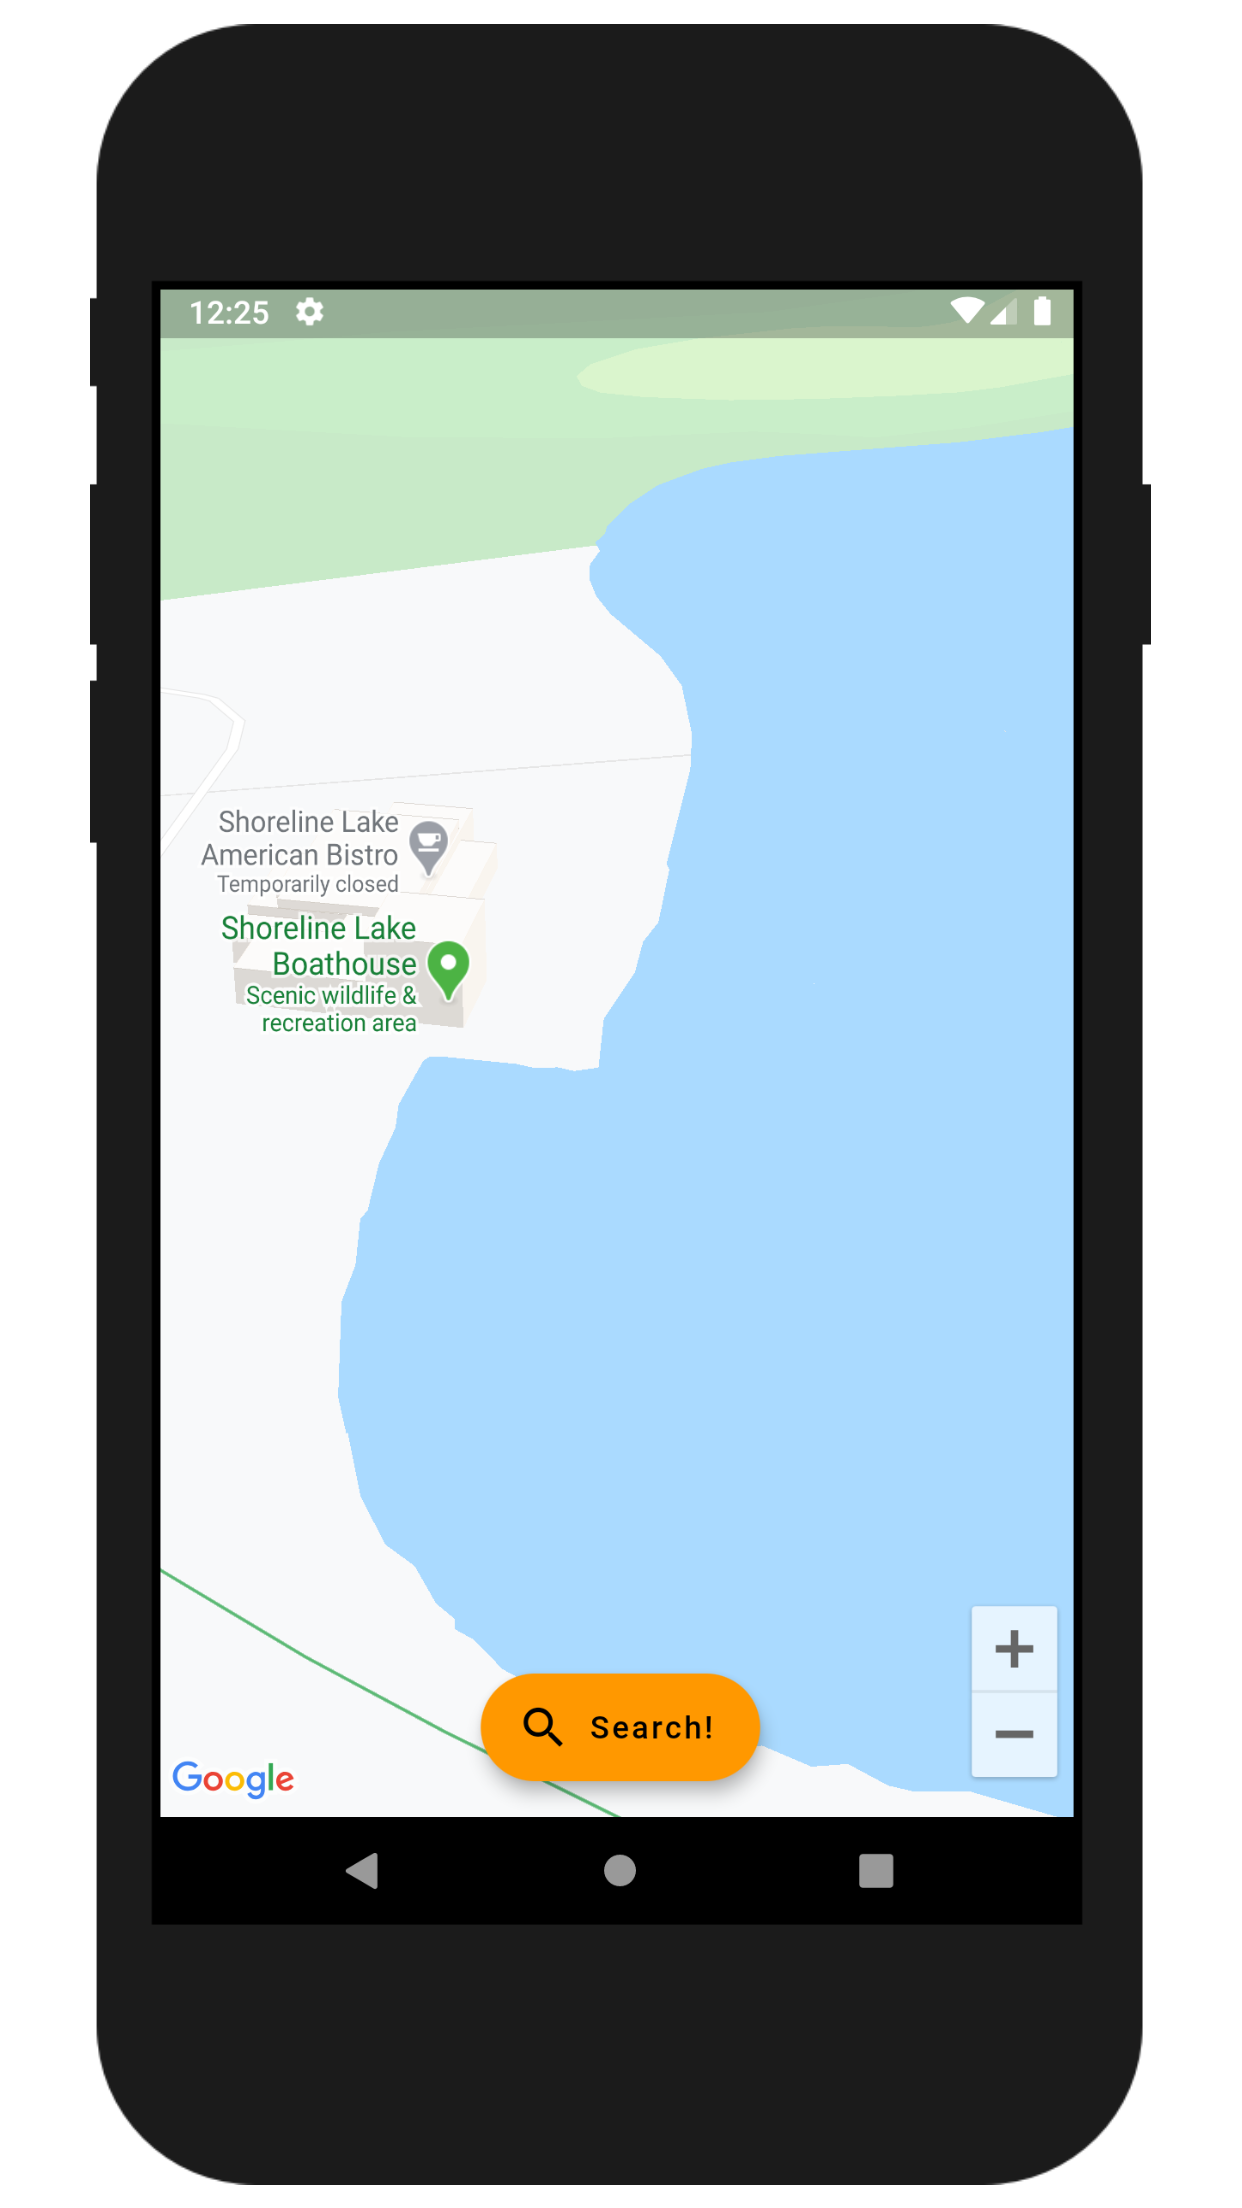 12:25
Shoreline Lake
American Bistro
Temporarily closed
Shoreline Lake
Boathouse
Scenic wildlife &
recreation area
Search!
Google